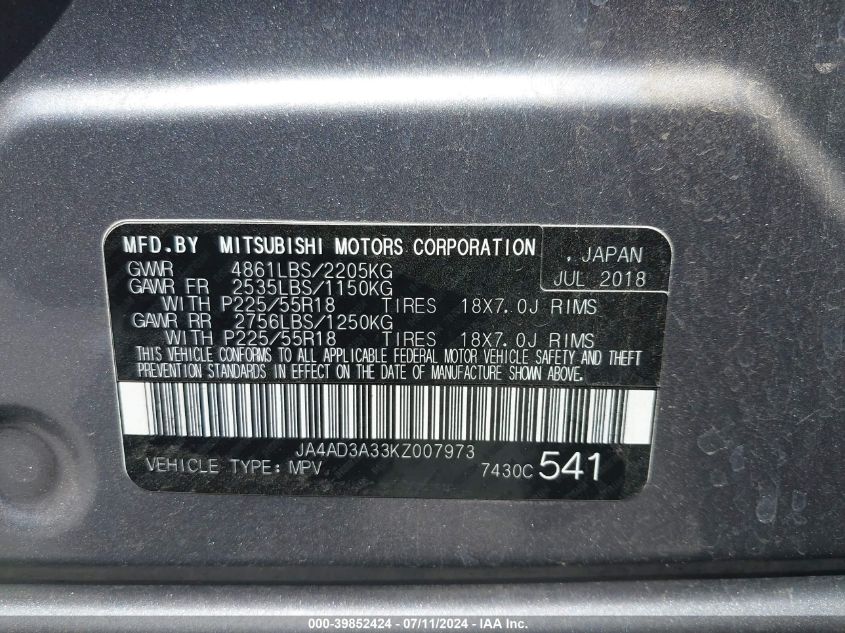 MFD.BY MITSUBISHI MOTORS CORPORATION , JAPAN
GVWR 4861LBS/2205KG JUL 2018
GAWR FR 2535LBS/1150KG
WITH P225/55R18 TIRES 18X7.0J RIMS
GAWR RR 2756LBS/1250KG
WITH P225/55R18 TIRES 18X7.0J RIMS
THIS VEHICLE CONFORMS TO ALL APPLICABLE FEDERAL MOTOR VEHICLE SAFETY AND THEFT
PREVENTION STANDARDS IN EFFECT ON THE DATE OF MANUFACTURE SHOWN ABOVE.
JA4AD3A33KZ007973
VEHICLE TYPE: MPV 7430C 541
000-39852424 - 07/11/2024 - IAA Inc.